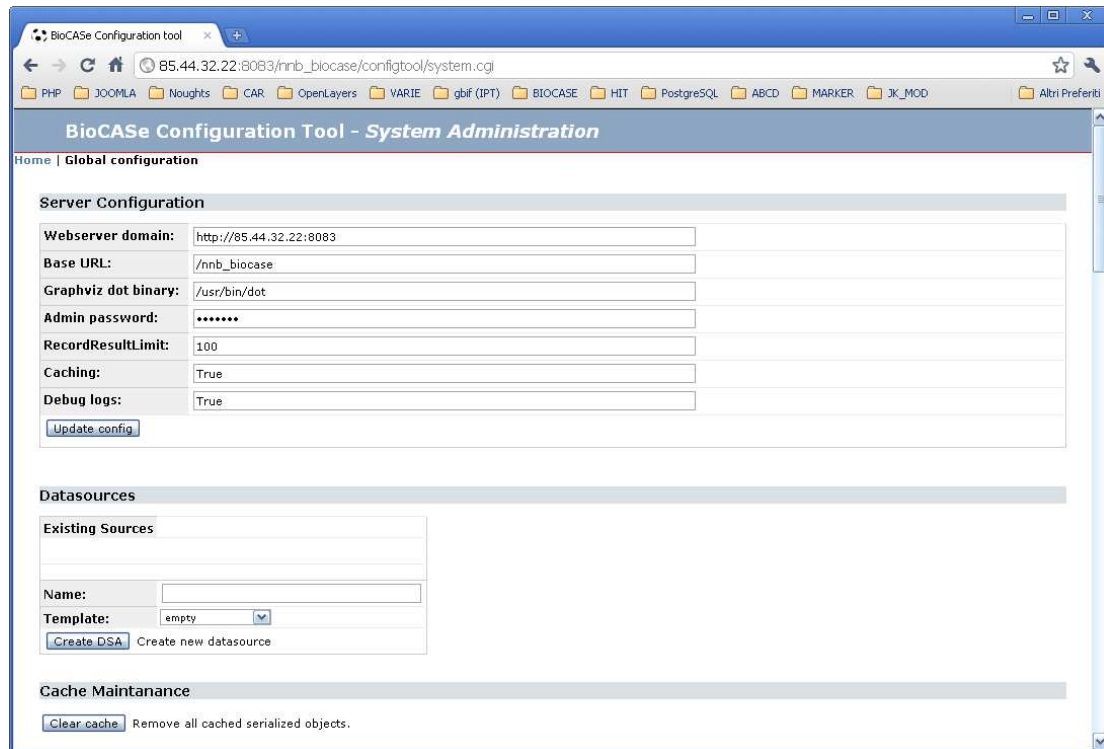 BioCASe Configuration tool
85.44.32.22:8083/nnb_biocase/configtool/system.cgi
PHP JOOMLA Noughts CAR OpenLayers VARIE gbif (IPT) BIOCASE HIT PostgreSQL ABCD MARKER JK_MOD Altri Preferiti
BioCASe Configuration Tool - System Administration
Home | Global configuration
Server Configuration
Webserver domain: http://85.44.32.22:8083
Base URL: /nnb_biocase
Graphviz dot binary: /usr/bin/dot
Admin password: •••••••
RecordResultLimit: 100
Caching: True
Debug logs: True
Update config
Datasources
Existing Sources
Name:
Template: empty
Create DSA Create new datasource
Cache Maintanance
Clear cache Remove all cached serialized objects.